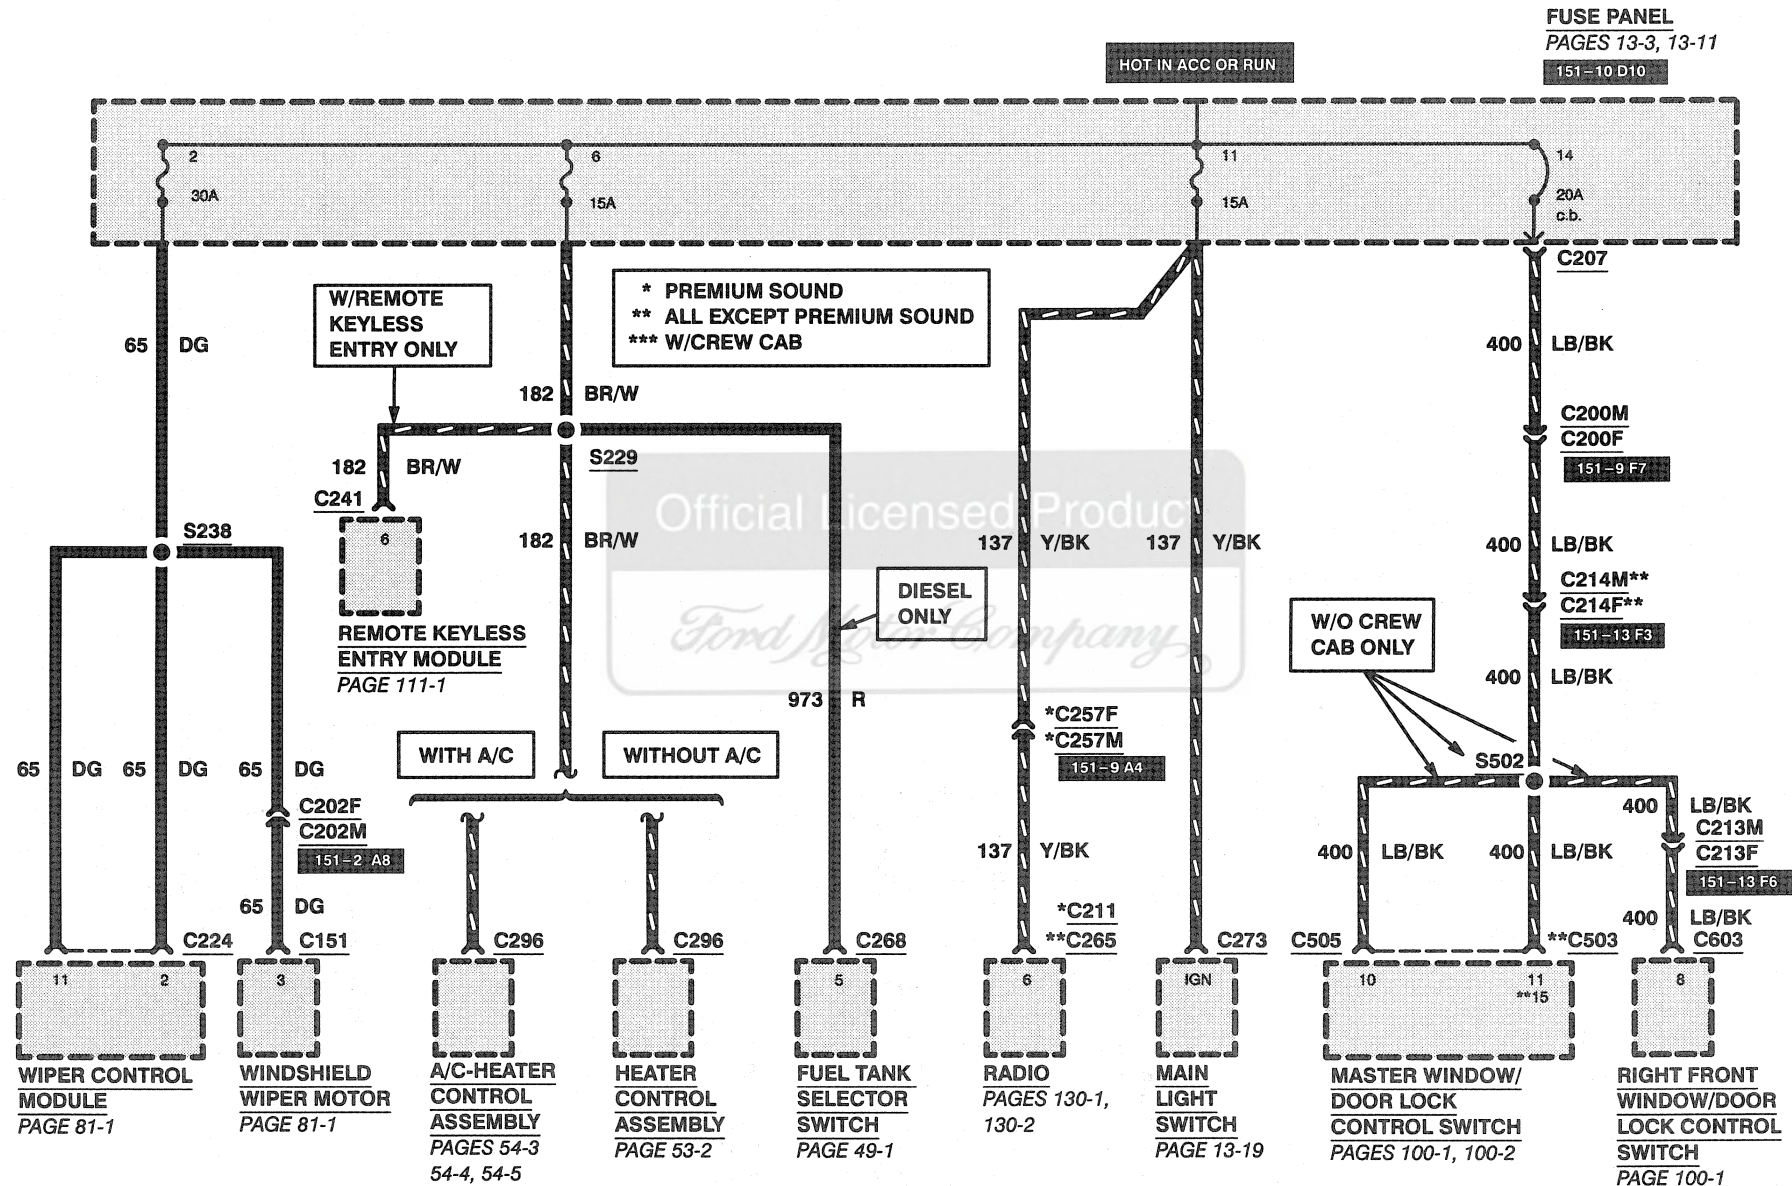 FUSE PANEL
PAGES 13-3, 13-11
151-10 D10
HOT IN ACC OR RUN
2
30A
6
15A
11
15A
14
20A
c.b.
C207
W/REMOTE
KEYLESS
ENTRY ONLY
* PREMIUM SOUND
** ALL EXCEPT PREMIUM SOUND
*** W/CREW CAB
65 DG
182 BR/W
400 LB/BK
C200M
C200F
151-9 F7
182 BR/W
S229
C241
6
REMOTE KEYLESS
ENTRY MODULE
PAGE 111-1
S238
182 BR/W
Official Licensed Product
Ford Motor Company
137 Y/BK
137 Y/BK
400 LB/BK
C214M**
C214F**
151-13 F3
DIESEL
ONLY
W/O CREW
CAB ONLY
400 LB/BK
973 R
*C257F
*C257M
151-9 A4
WITH A/C
WITHOUT A/C
S502
65 DG
65 DG
65 DG
C202F
C202M
151-2 A8
65 DG
137 Y/BK
400 LB/BK
400 LB/BK
400 LB/BK
C213M
C213F
151-13 F6
400 LB/BK
C224
C151
C296
C296
C268
*C211
**C265
C273
C505
**C503
C603
11
2
3
5
6
IGN
10
11
**15
8
WIPER CONTROL
MODULE
PAGE 81-1
WINDSHIELD
WIPER MOTOR
PAGE 81-1
A/C-HEATER
CONTROL
ASSEMBLY
PAGES 54-3
54-4, 54-5
HEATER
CONTROL
ASSEMBLY
PAGE 53-2
FUEL TANK
SELECTOR
SWITCH
PAGE 49-1
RADIO
PAGES 130-1,
130-2
MAIN
LIGHT
SWITCH
PAGE 13-19
MASTER WINDOW/
DOOR LOCK
CONTROL SWITCH
PAGES 100-1, 100-2
RIGHT FRONT
WINDOW/DOOR
LOCK CONTROL
SWITCH
PAGE 100-1